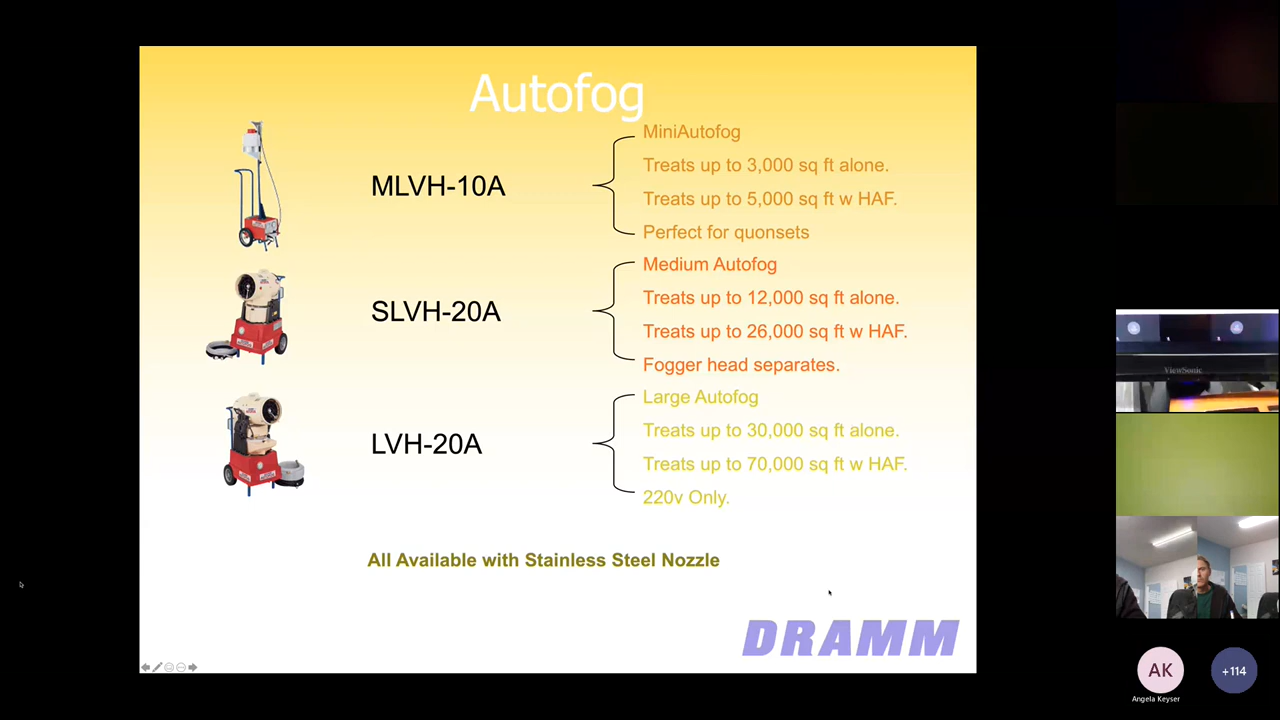 Autofog
MLVH-10A
MiniAutofog
Treats up to 3,000 sq ft alone.
Treats up to 5,000 sq ft w HAF.
Perfect for quonsets
SLVH-20A
Medium Autofog
Treats up to 12,000 sq ft alone.
Treats up to 26,000 sq ft w HAF.
Fogger head separates.
LVH-20A
Large Autofog
Treats up to 30,000 sq ft alone.
Treats up to 70,000 sq ft w HAF.
220v Only.
All Available with Stainless Steel Nozzle
DRAMM
ViewSonic
AK
Angela Keyser
+114